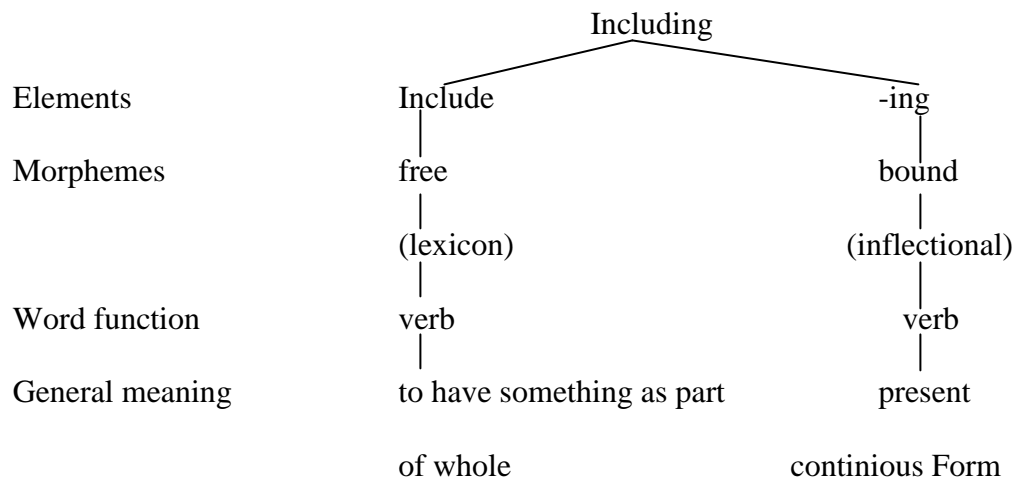 Including
Elements Include -ing
Morphemes free bound
(lexicon) (inflectional)
Word function verb verb
General meaning to have something as part present
of whole continious Form